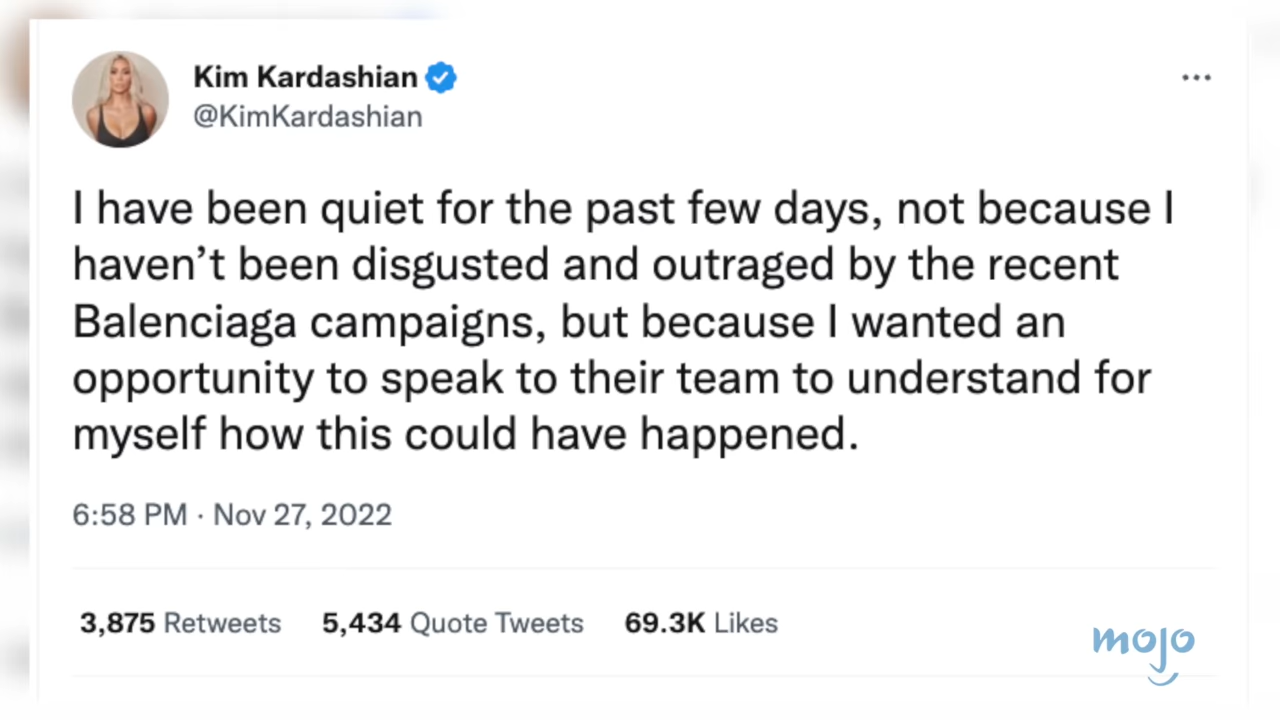 Kim Kardashian
@KimKardashian
I have been quiet for the past few days, not because I
haven’t been disgusted and outraged by the recent
Balenciaga campaigns, but because I wanted an
opportunity to speak to their team to understand for
myself how this could have happened.
6:58 PM · Nov 27, 2022
3,875 Retweets 5,434 Quote Tweets 69.3K Likes
mojo